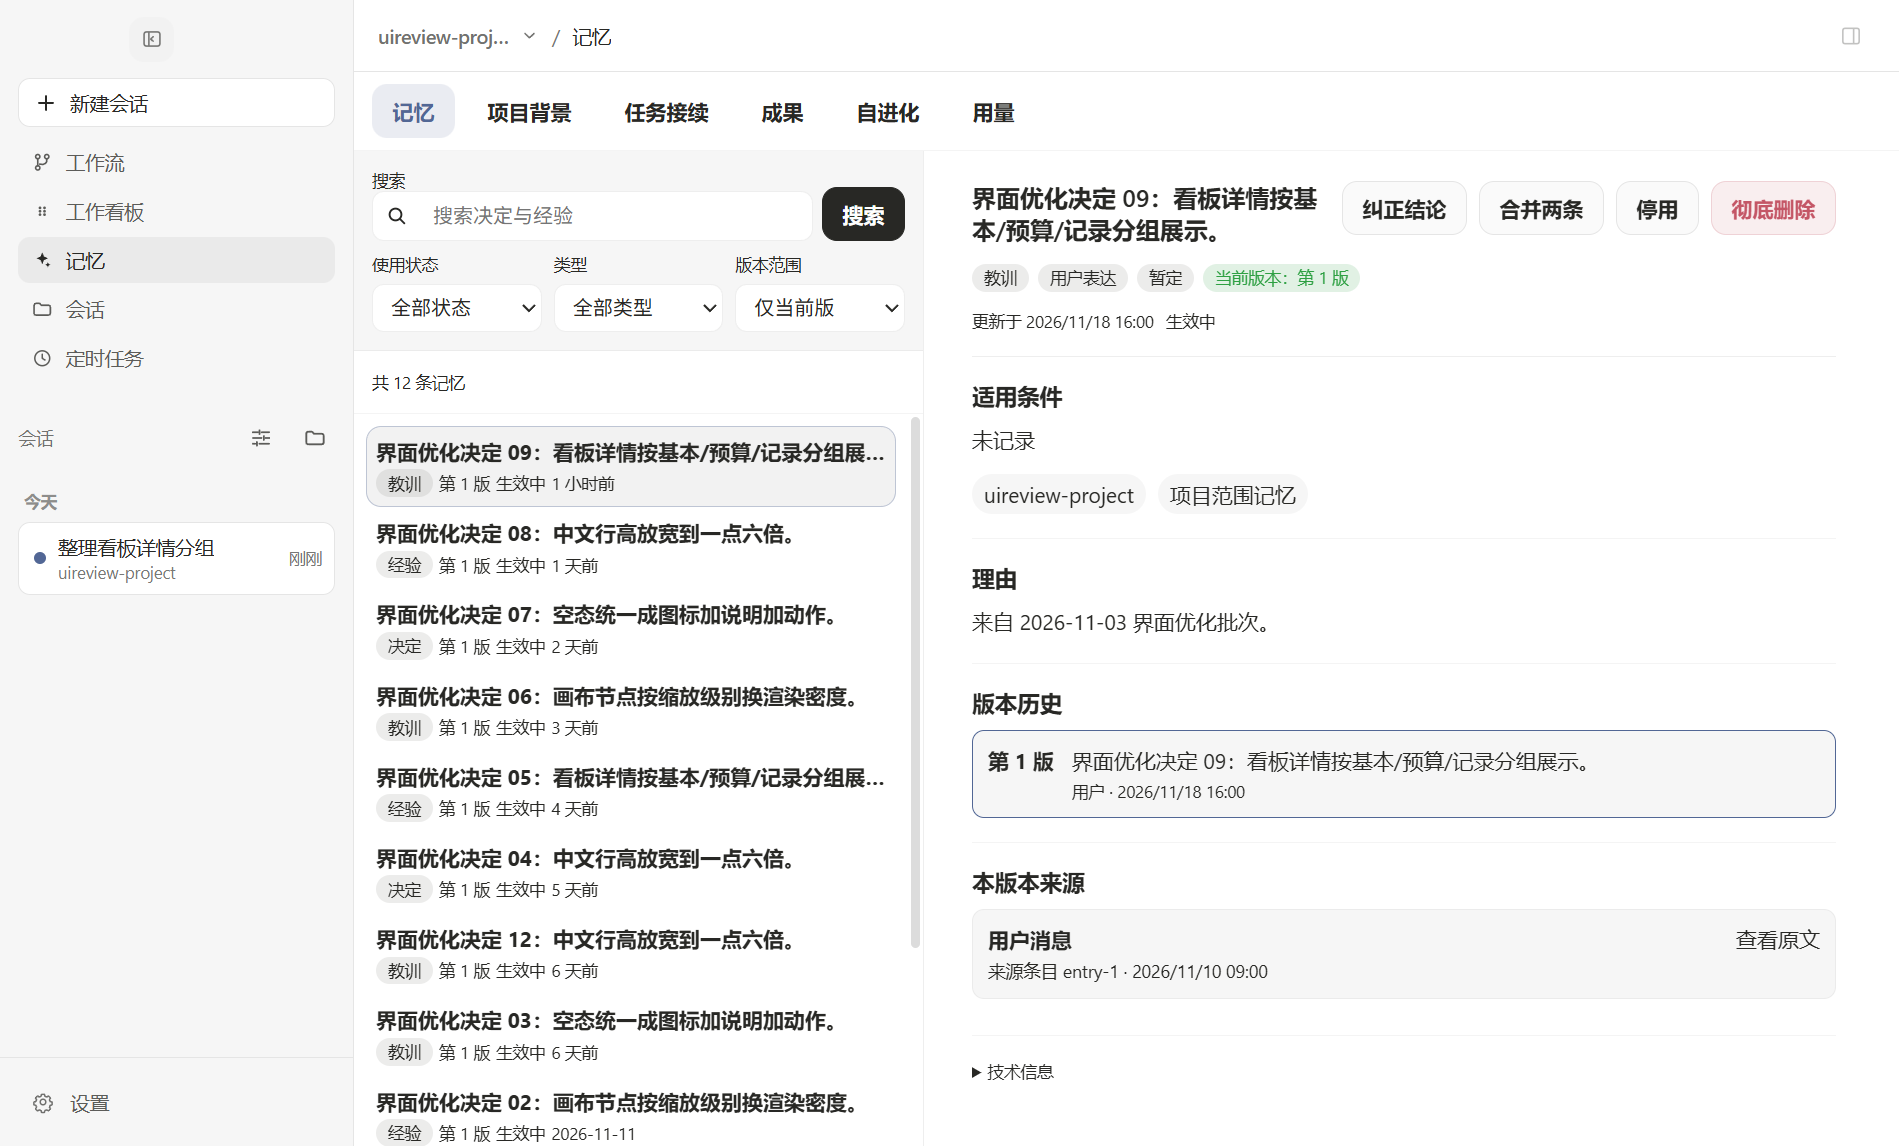 新建会话
工作流
工作看板
记忆
会话
定时任务
会话
今天
整理看板详情分组
uireview-project
刚刚
设置
uireview-proj... / 记忆
记忆 项目背景 任务接续 成果 自进化 用量
搜索
搜索决定与经验
搜索
使用状态 类型 版本范围
全部状态 全部类型 仅当前版
共 12 条记忆
界面优化决定 09：看板详情按基本/预算/记录分组展...
教训 第 1 版 生效中 1 小时前
界面优化决定 08：中文行高放宽到一点六倍。
经验 第 1 版 生效中 1 天前
界面优化决定 07：空态统一成图标加说明加动作。
决定 第 1 版 生效中 2 天前
界面优化决定 06：画布节点按缩放级别换渲染密度。
教训 第 1 版 生效中 3 天前
界面优化决定 05：看板详情按基本/预算/记录分组展...
经验 第 1 版 生效中 4 天前
界面优化决定 04：中文行高放宽到一点六倍。
决定 第 1 版 生效中 5 天前
界面优化决定 12：中文行高放宽到一点六倍。
教训 第 1 版 生效中 6 天前
界面优化决定 03：空态统一成图标加说明加动作。
教训 第 1 版 生效中 6 天前
界面优化决定 02：画布节点按缩放级别换渲染密度。
经验 第 1 版 生效中 2026-11-11
界面优化决定 09：看板详情按基
本/预算/记录分组展示。
纠正结论 合并两条 停用 彻底删除
教训 用户表达 暂定 当前版本：第 1 版
更新于 2026/11/18 16:00 生效中
适用条件
未记录
uireview-project 项目范围记忆
理由
来自 2026-11-03 界面优化批次。
版本历史
第 1 版 界面优化决定 09：看板详情按基本/预算/记录分组展示。
用户 · 2026/11/18 16:00
本版本来源
用户消息 查看原文
来源条目 entry-1 · 2026/11/10 09:00
技术信息